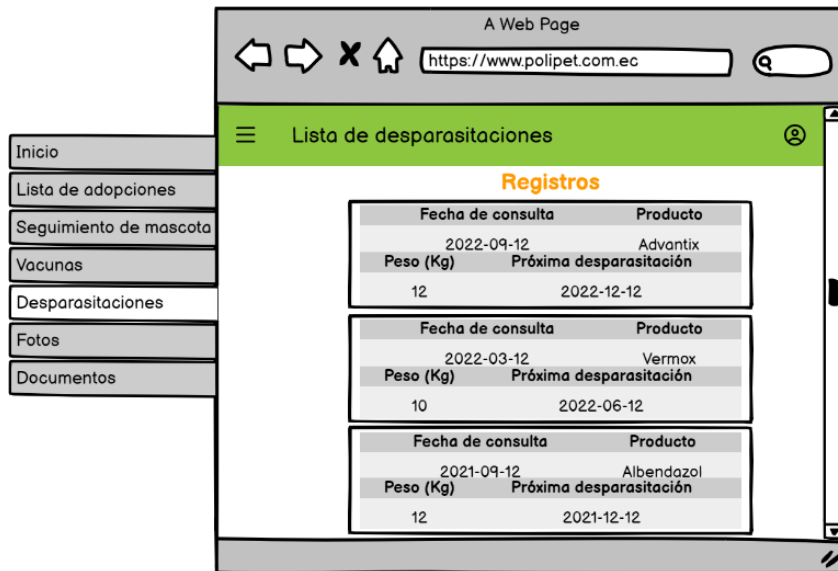 A Web Page
https://www.polipet.com.ec
Lista de desparasitaciones
Inicio
Lista de adopciones
Seguimiento de mascota
Vacunas
Desparasitaciones
Fotos
Documentos
Registros
Fecha de consulta Producto
2022-09-12 Advantix
Peso (Kg) Próxima desparasitación
12 2022-12-12
Fecha de consulta Producto
2022-03-12 Vermox
Peso (Kg) Próxima desparasitación
10 2022-06-12
Fecha de consulta Producto
2021-09-12 Albendazol
Peso (Kg) Próxima desparasitación
12 2021-12-12